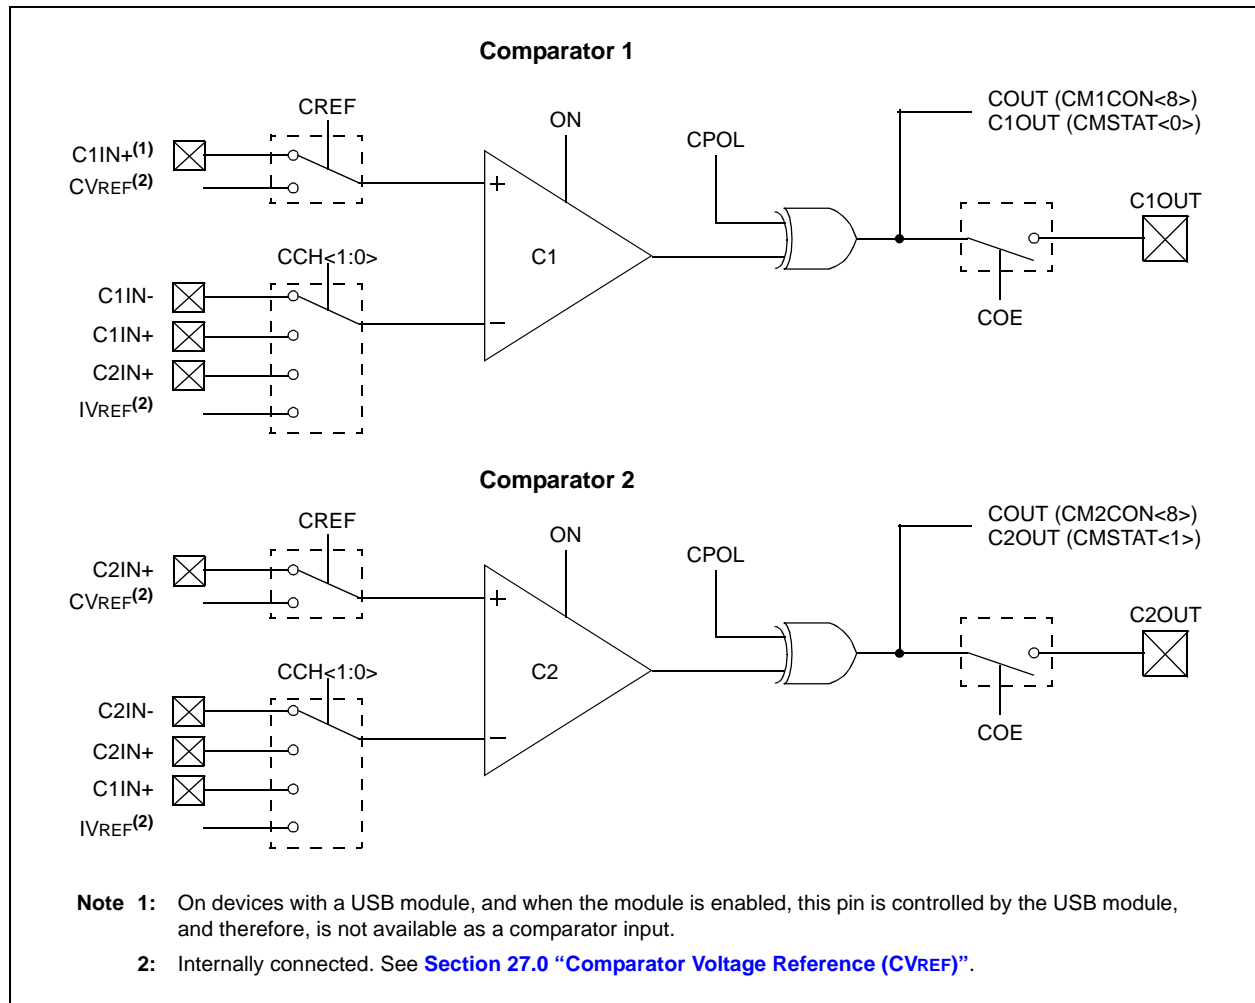 Comparator 1
CREF
ON
CPOL
COUT (CM1CON<8>)
C1OUT (CMSTAT<0>)
C1IN+(1)
CVREF(2)
+
C1OUT
C1
COE
CCH<1:0>
C1IN-
C1IN+
C2IN+
IVREF(2)
–
Comparator 2
CREF
ON
CPOL
COUT (CM2CON<8>)
C2OUT (CMSTAT<1>)
C2IN+
CVREF(2)
+
C2OUT
C2
COE
CCH<1:0>
C2IN-
C2IN+
C1IN+
IVREF(2)
–
Note 1: On devices with a USB module, and when the module is enabled, this pin is controlled by the USB module,
and therefore, is not available as a comparator input.
2: Internally connected. See Section 27.0 “Comparator Voltage Reference (CVREF)”.